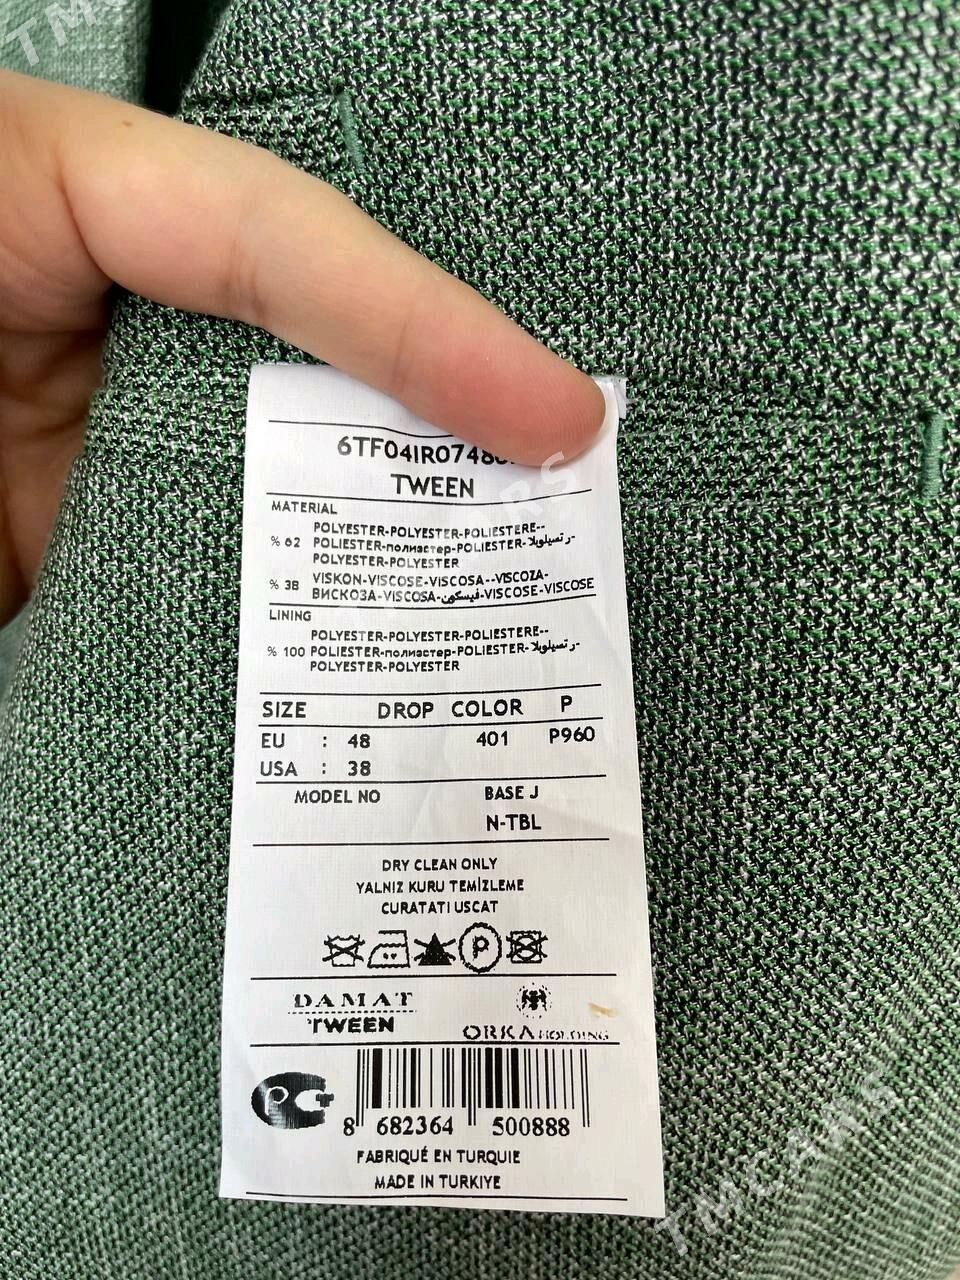 TWEEN
MATERIAL
POLYESTER-POLYESTER-POLIESTERE--
% 62 POLIESTER-полиэстер-POLIESTER-
POLYESTER-POLYESTER
% 38 VISKON-VISCOSE-VISCOSA--VISCOZA-
ВИСКОЗА-VISCOSA-فيسكون-VISCOSE-VISCOSE
LINING
POLYESTER-POLYESTER-POLIESTERE--
% 100 POLIESTER-полиэстер-POLIESTER-
POLYESTER-POLYESTER
SIZE DROP COLOR P
EU : 48 401 P960
USA : 38
MODEL NO BASE J
N-TBL
DRY CLEAN ONLY
YALNIZ KURU TEMİZLEME
CURATATI USCAT
P
DAMAT
TWEEN
ORKA HOLDING
8 682364 500888
FABRIQUÉ EN TURQUIE
MADE IN TURKIYE
TMCARS